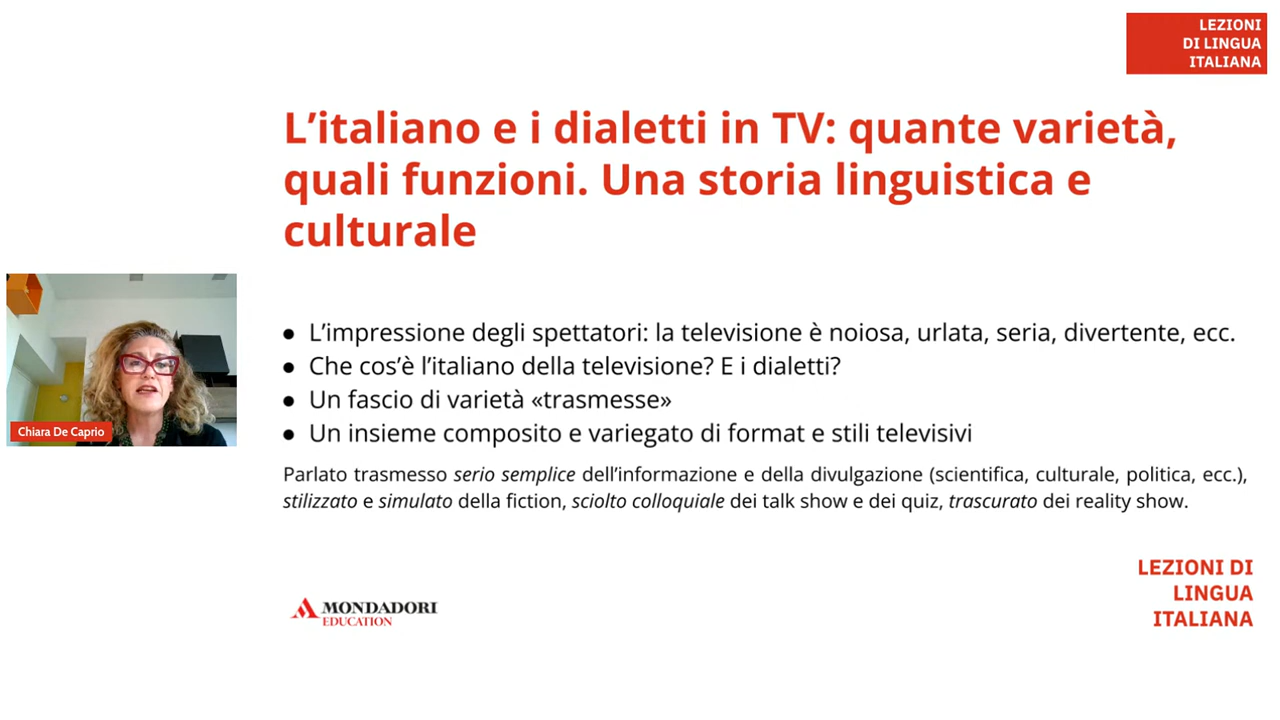 LEZIONI
DI LINGUA
ITALIANA
L’italiano e i dialetti in TV: quante varietà,
quali funzioni. Una storia linguistica e
culturale
● L’impressione degli spettatori: la televisione è noiosa, urlata, seria, divertente, ecc.
● Che cos’è l’italiano della televisione? E i dialetti?
● Un fascio di varietà «trasmesse»
● Un insieme composito e variegato di format e stili televisivi
Parlato trasmesso serio semplice dell’informazione e della divulgazione (scientifica, culturale, politica, ecc.),
stilizzato e simulato della fiction, sciolto colloquiale dei talk show e dei quiz, trascurato dei reality show.
Chiara De Caprio
MONDADORI
EDUCATION
LEZIONI DI
LINGUA
ITALIANA